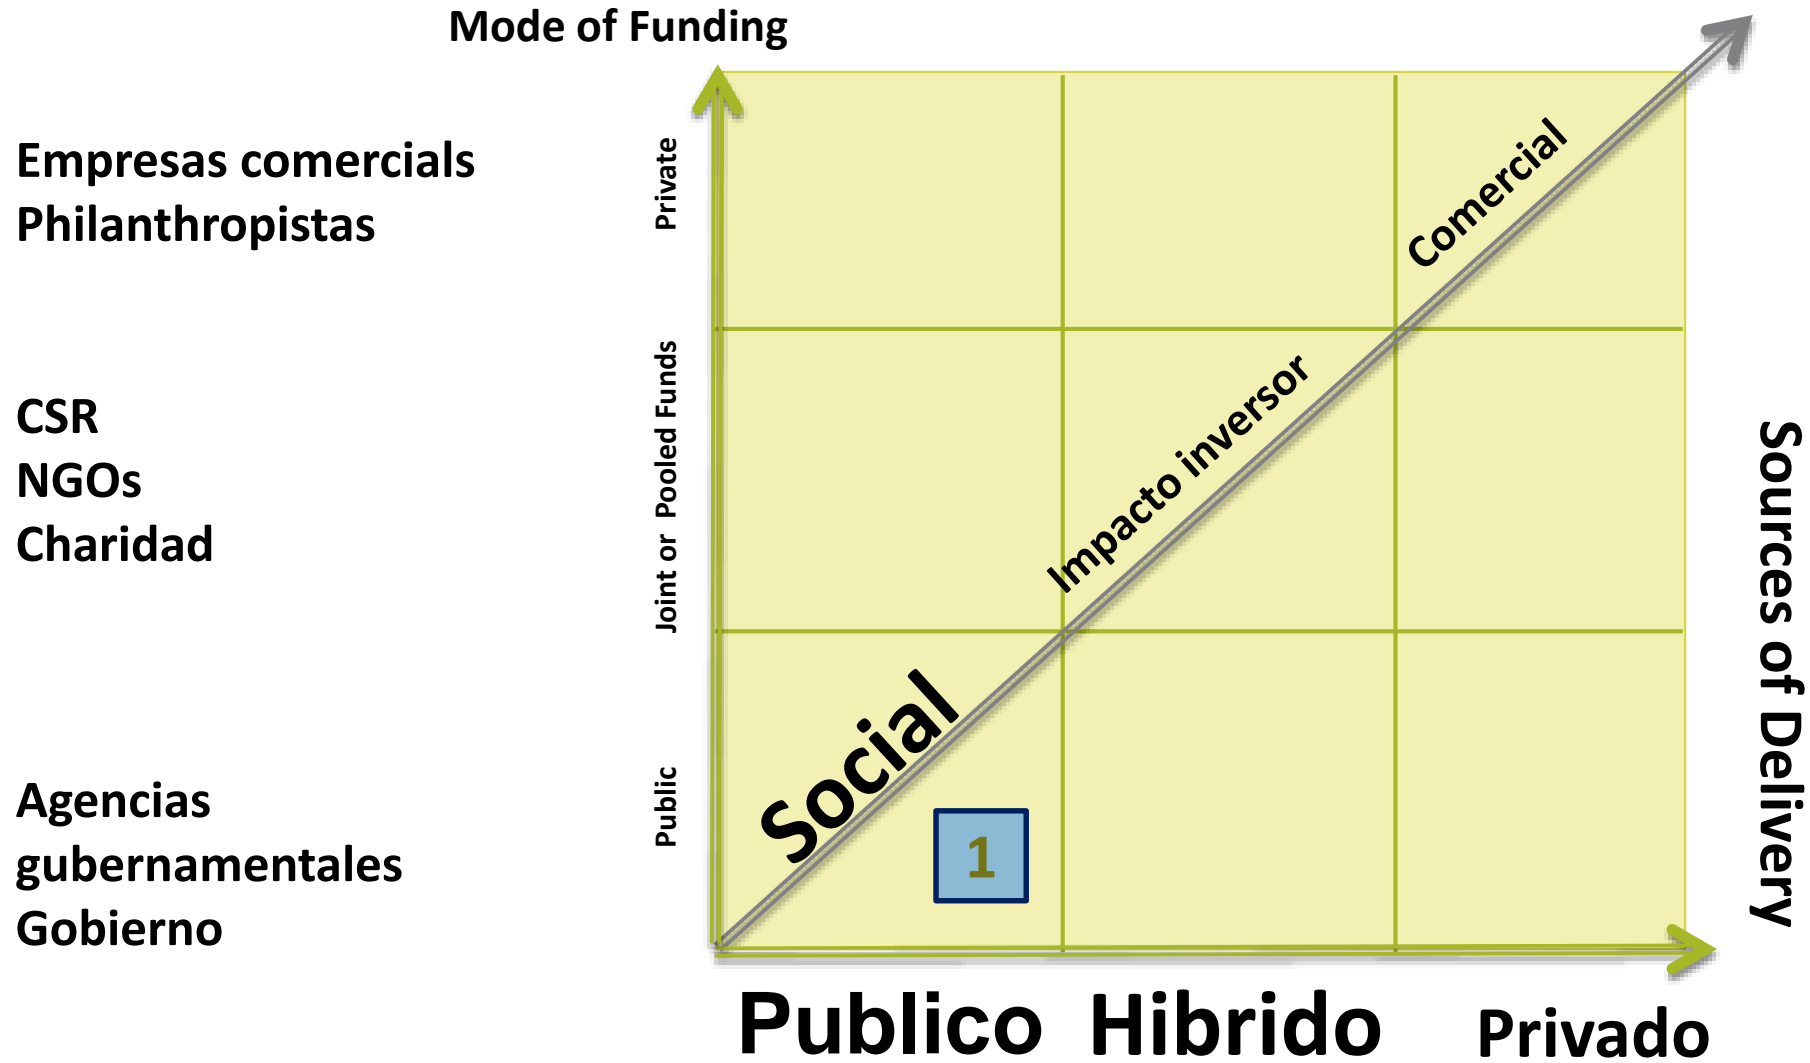 Mode of Funding
Empresas comercials
Philanthropistas
Private
Comercial
CSR
NGOs
Charidad
Joint or Pooled Funds
Impacto inversor
Sources of Delivery
Agencias
gubernamentales
Gobierno
Public
Social
1
Publico
Hibrido
Privado